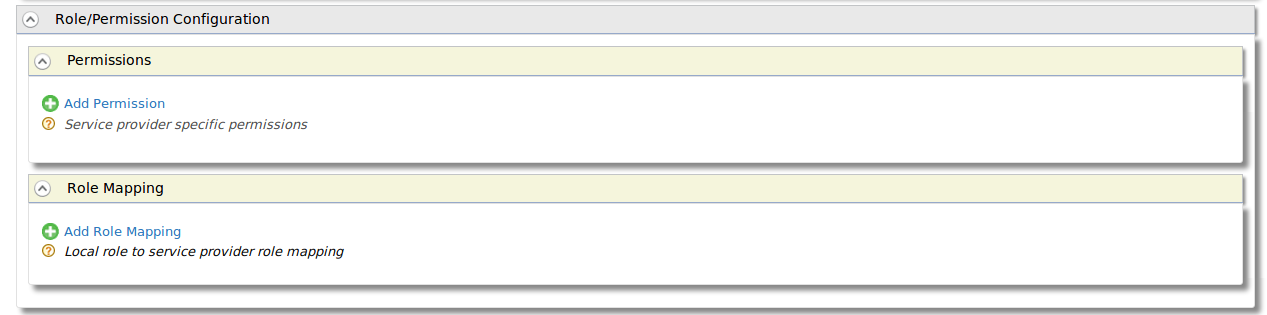 Role/Permission Configuration
Permissions
Add Permission
Service provider specific permissions
Role Mapping
Add Role Mapping
Local role to service provider role mapping